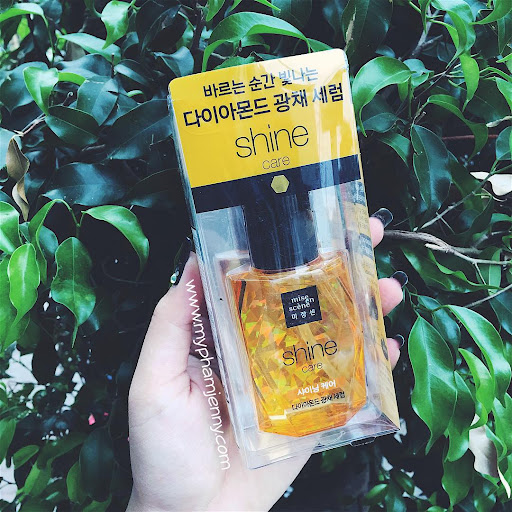 바르는 순간 빛나는
다이아몬드 광채 세럼
shine
care
mise
en
scène
미쟝센
shine
care
샤이닝 케어
다이아몬드 광채 세럼
www.myphamjenny.com